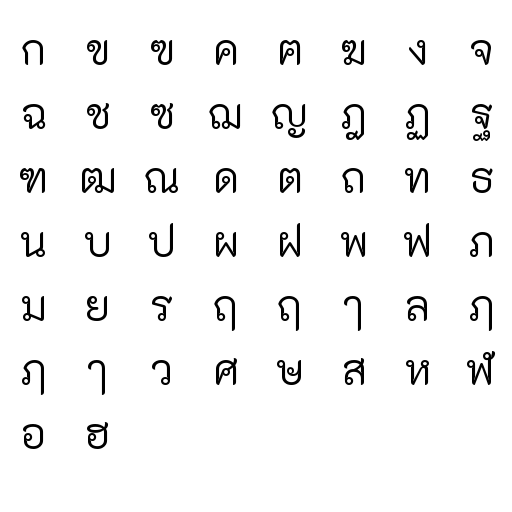 ก ข ฃ ค ฅ ฆ ง จ
ฉ ช ซ ฌ ญ ฎ ฏ ฐ
ฑ ฒ ณ ด ต ถ ท ธ
น บ ป ผ ฝ พ ฟ ภ
ม ย ร ฤ ฤ ๅ ล ฦ
ฦ ๅ ว ศ ษ ส ห ฬ
อ ฮ